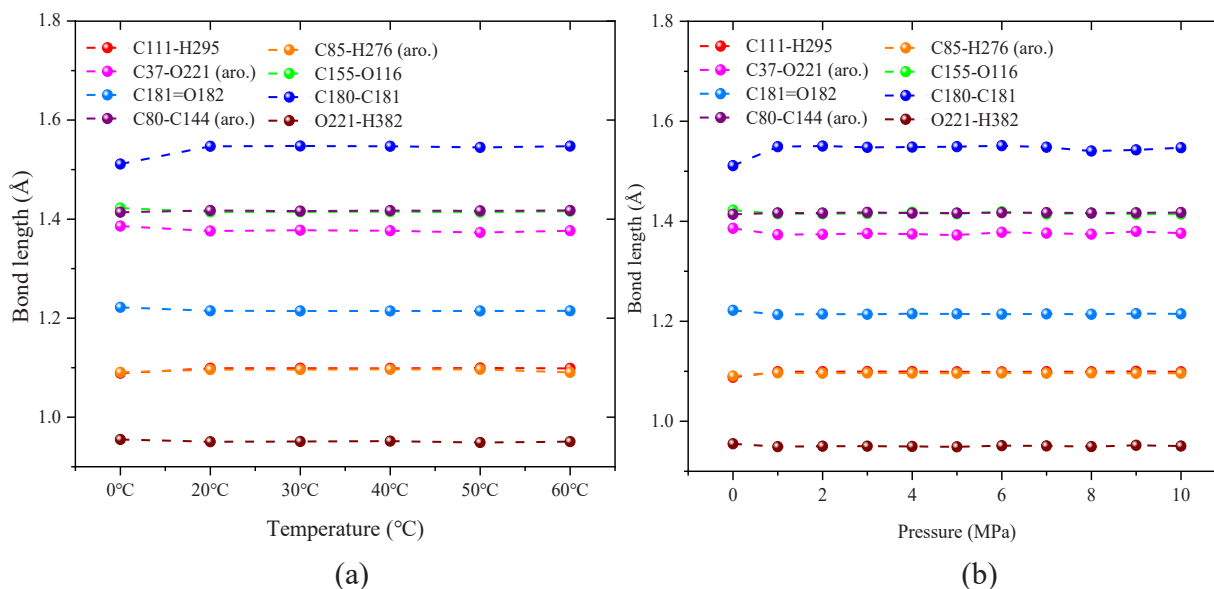 1.8
1.6
1.4
1.2
1.0
Bond length (Å)
C111-H295
C85-H276 (aro.)
C37-O221 (aro.)
C155-O116
C181=O182
C180-C181
C80-C144 (aro.)
O221-H382
0℃ 20℃ 30℃ 40℃ 50℃ 60℃
Temperature (℃)
(a)
1.8
1.6
1.4
1.2
1.0
Bond length (Å)
C111-H295
C85-H276 (aro.)
C37-O221 (aro.)
C155-O116
C181=O182
C180-C181
C80-C144 (aro.)
O221-H382
0 2 4 6 8 10
Pressure (MPa)
(b)